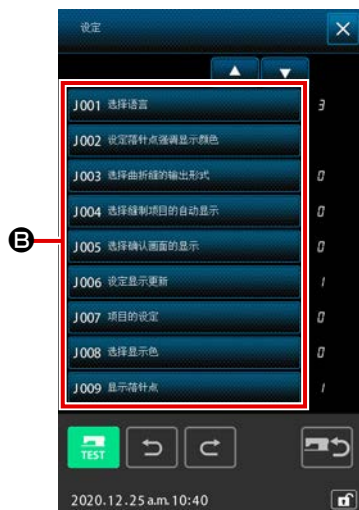 设定
J001 选择语言 3
J002 设定落针点强调显示颜色
J003 选择曲折缝的输出形式 0
J004 选择缝制项目的自动显示 0
B
J005 选择确认画面的显示 0
J006 设定显示更新 1
J007 项目的设定 0
J008 选择显示色 0
J009 显示落针点 1
TEST
2020.12.25 a.m. 10:40